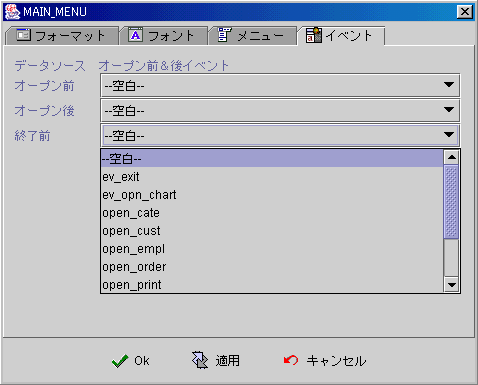 MAIN_MENU
フォーマット フォント メニュー イベント
データソース オープン前&後イベント
オープン前 --空白--
オープン後 --空白--
終了前 --空白--
--空白--
ev_exit
ev_opn_chart
open_cate
open_cust
open_empl
open_order
open_print
Ok 適用 キャンセル